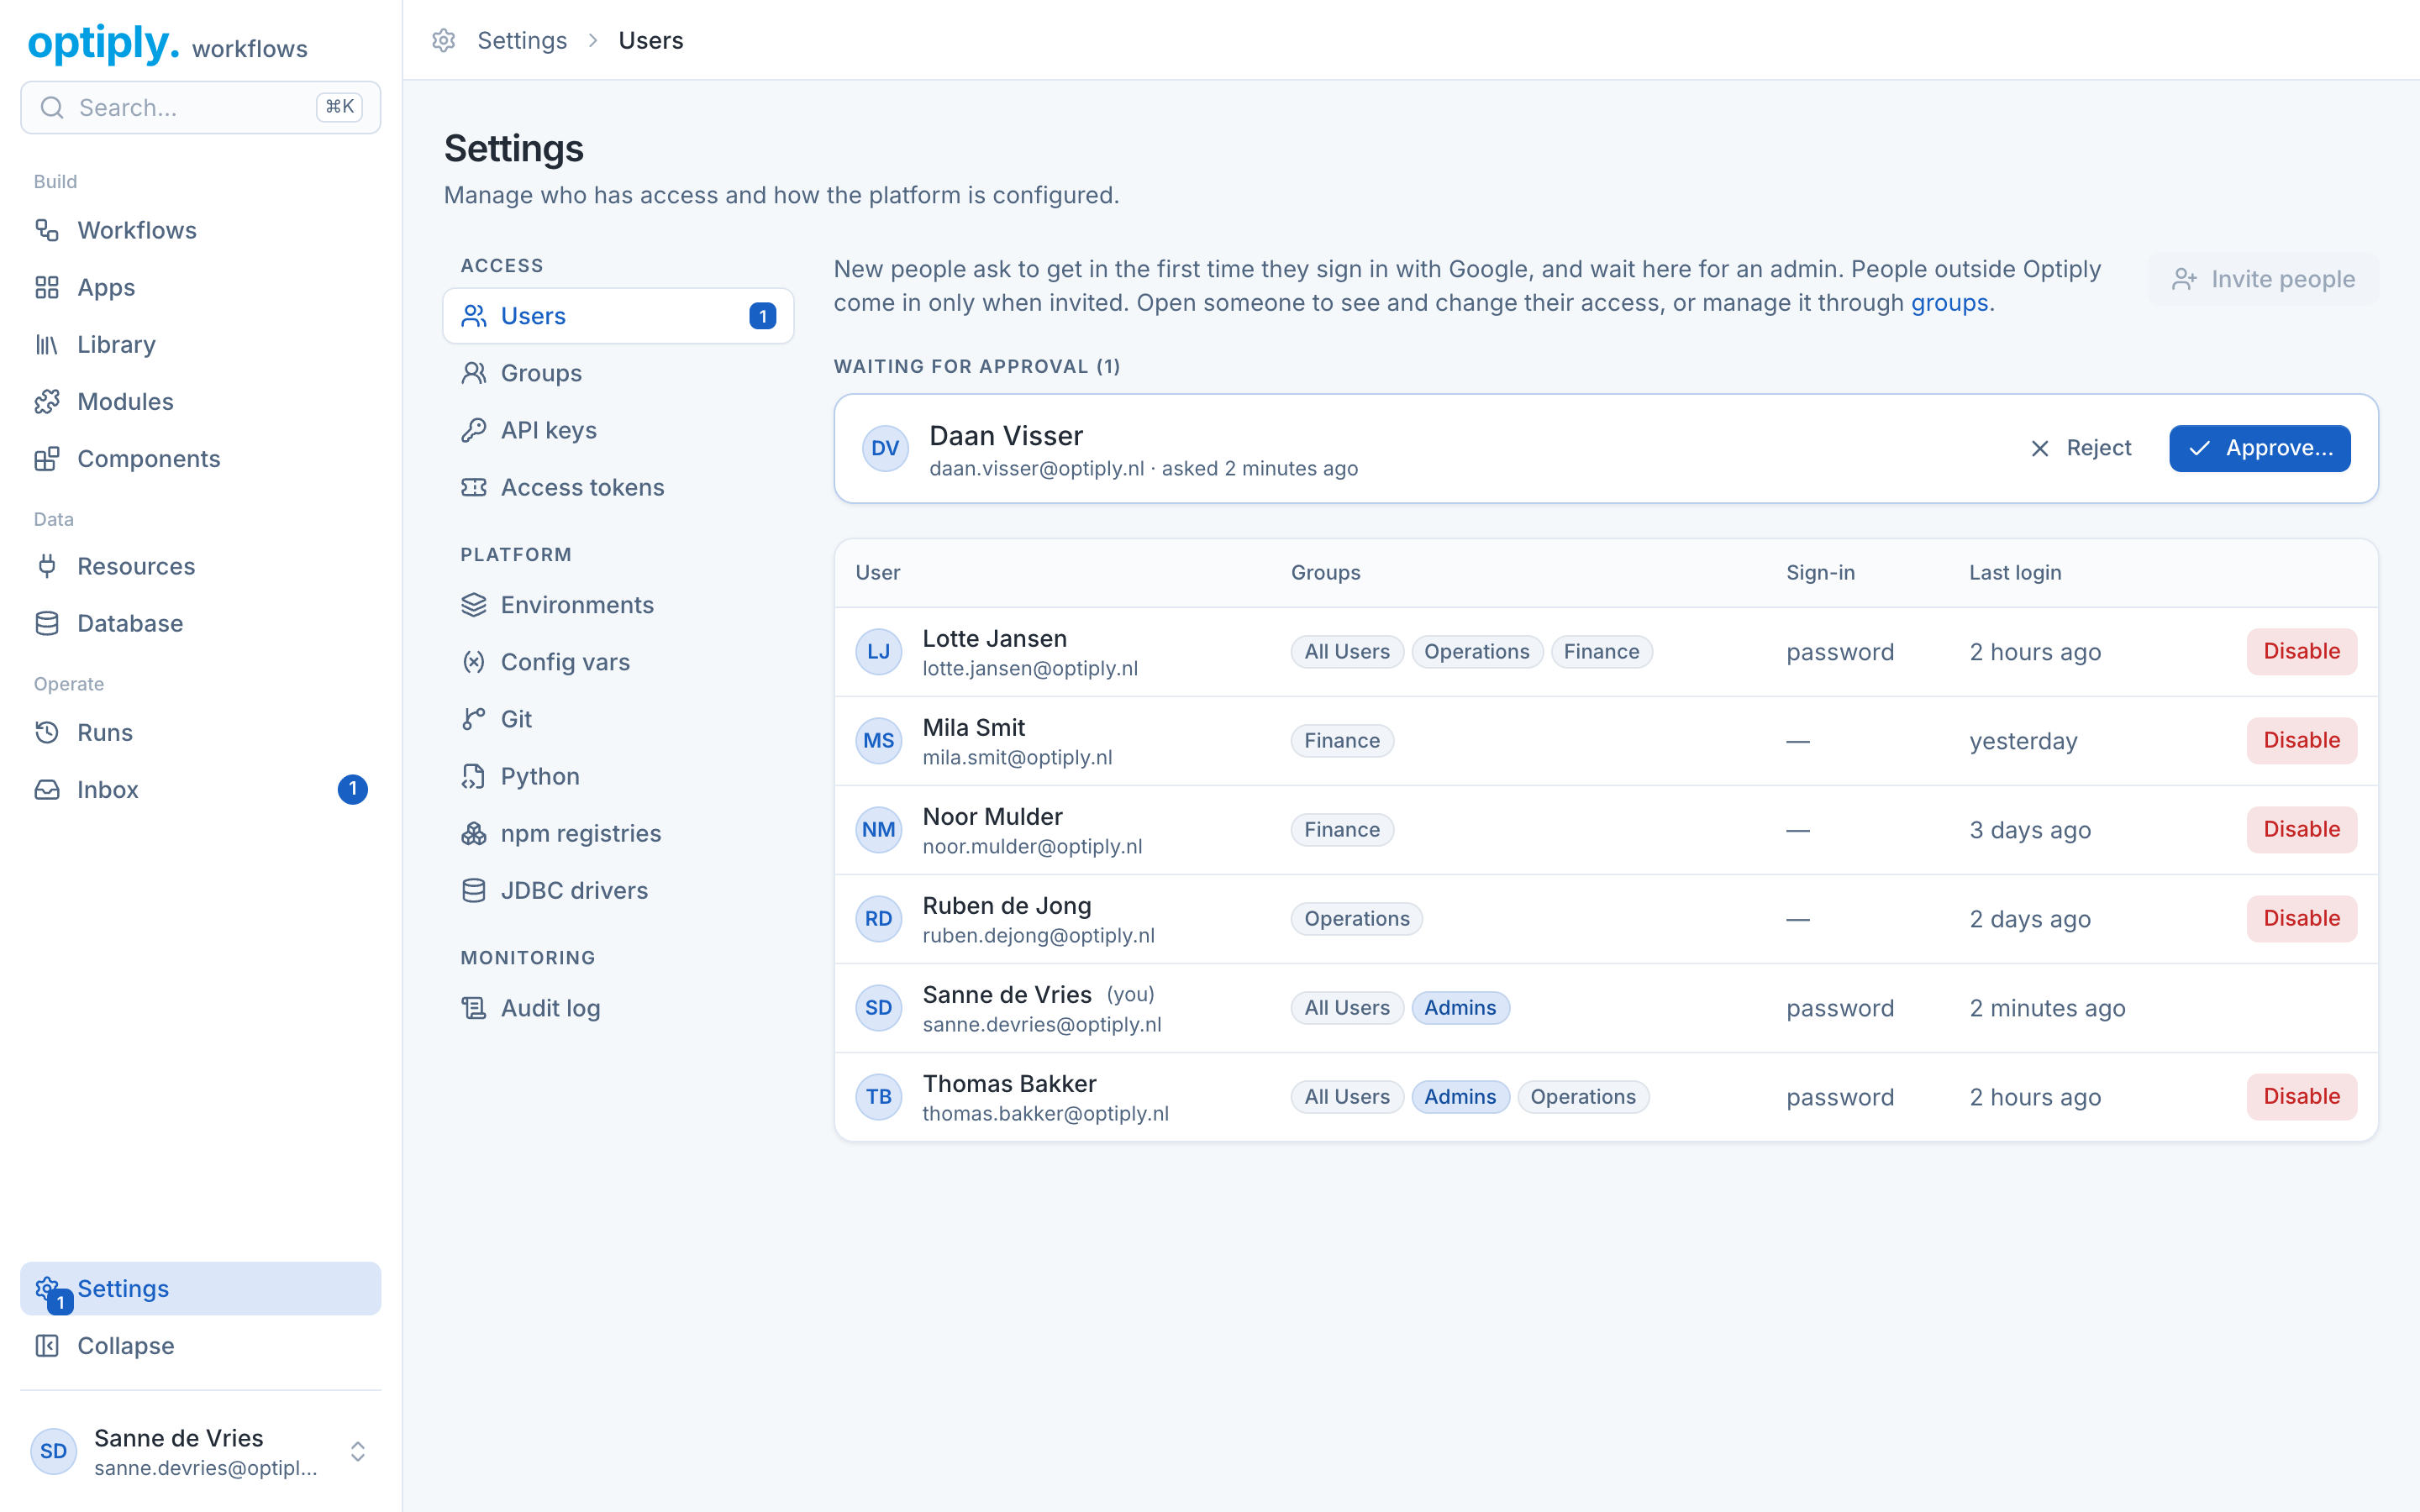 optiply. workflows
Search... ⌘K
Build
Workflows
Apps
Library
Modules
Components
Data
Resources
Database
Operate
Runs
Inbox 1
Settings
1
Collapse
SD
Sanne de Vries
sanne.devries@optipl...
Settings > Users
Settings
Manage who has access and how the platform is configured.
ACCESS
Users 1
Groups
API keys
Access tokens
PLATFORM
Environments
Config vars
Git
Python
npm registries
JDBC drivers
MONITORING
Audit log
New people ask to get in the first time they sign in with Google, and wait here for an admin. People outside Optiply
come in only when invited. Open someone to see and change their access, or manage it through groups.
Invite people
WAITING FOR APPROVAL (1)
DV
Daan Visser
daan.visser@optiply.nl · asked 2 minutes ago
Reject
Approve...
User Groups Sign-in Last login
LJ Lotte Jansen All Users Operations Finance password 2 hours ago Disable
lotte.jansen@optiply.nl
MS Mila Smit Finance — yesterday Disable
mila.smit@optiply.nl
NM Noor Mulder Finance — 3 days ago Disable
noor.mulder@optiply.nl
RD Ruben de Jong Operations — 2 days ago Disable
ruben.dejong@optiply.nl
SD Sanne de Vries (you) All Users Admins password 2 minutes ago
sanne.devries@optiply.nl
TB Thomas Bakker All Users Admins Operations password 2 hours ago Disable
thomas.bakker@optiply.nl